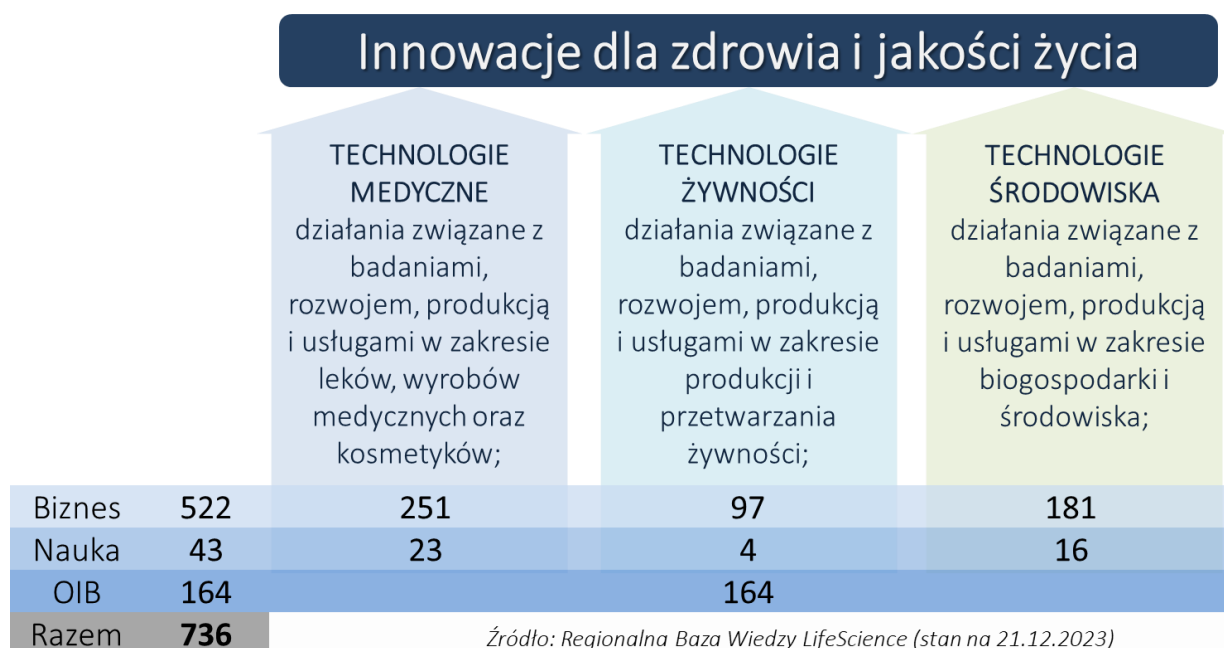 Innowacje dla zdrowia i jakości życia
TECHNOLOGIE
MEDYCZNE
działania związane z
badaniami,
rozwojem, produkcją
i usługami w zakresie
leków, wyrobów
medycznych oraz
kosmetyków;
TECHNOLOGIE
ŻYWNOŚCI
działania związane z
badaniami,
rozwojem, produkcją
i usługami w zakresie
produkcji i
przetwarzania
żywności;
TECHNOLOGIE
ŚRODOWISKA
działania związane z
badaniami,
rozwojem, produkcją
i usługami w zakresie
biogospodarki i
środowiska;
Biznes 522 251 97 181
Nauka 43 23 4 16
OIB 164 164
Razem 736 Źródło: Regionalna Baza Wiedzy LifeScience (stan na 21.12.2023)